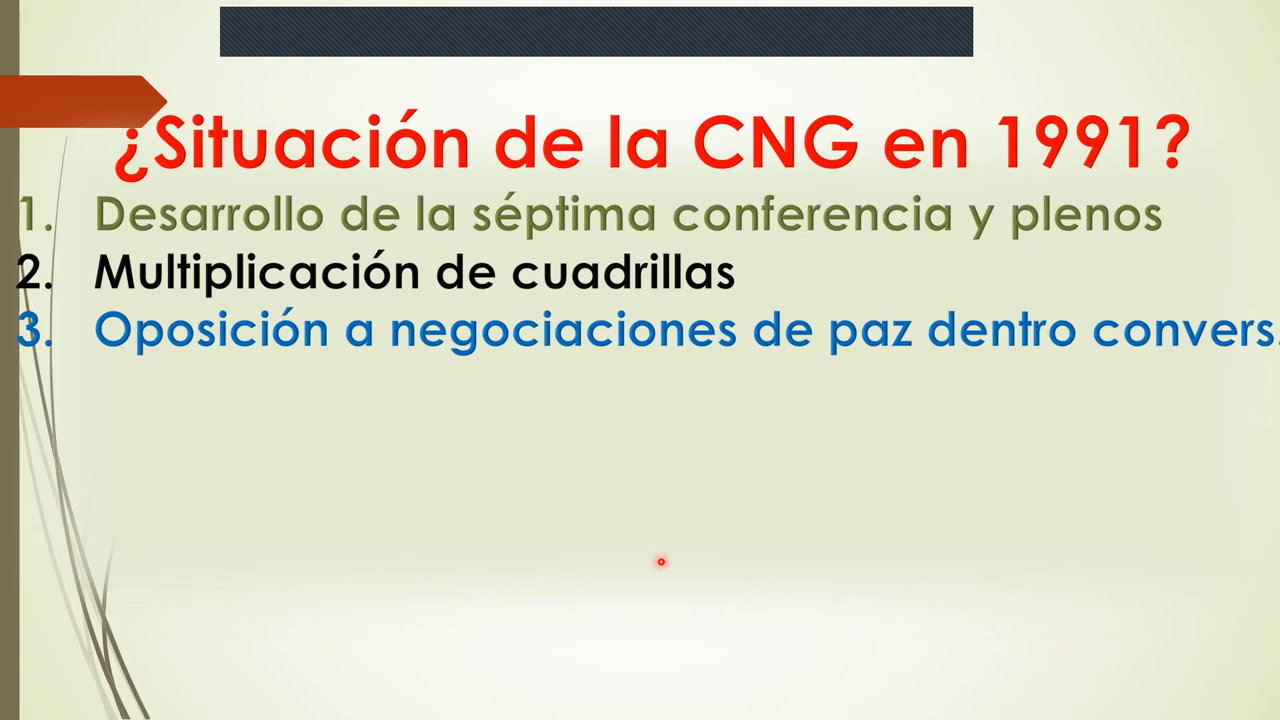 ¿Situación de la CNG en 1991?
1. Desarrollo de la séptima conferencia y plenos
2. Multiplicación de cuadrillas
3. Oposición a negociaciones de paz dentro convers.